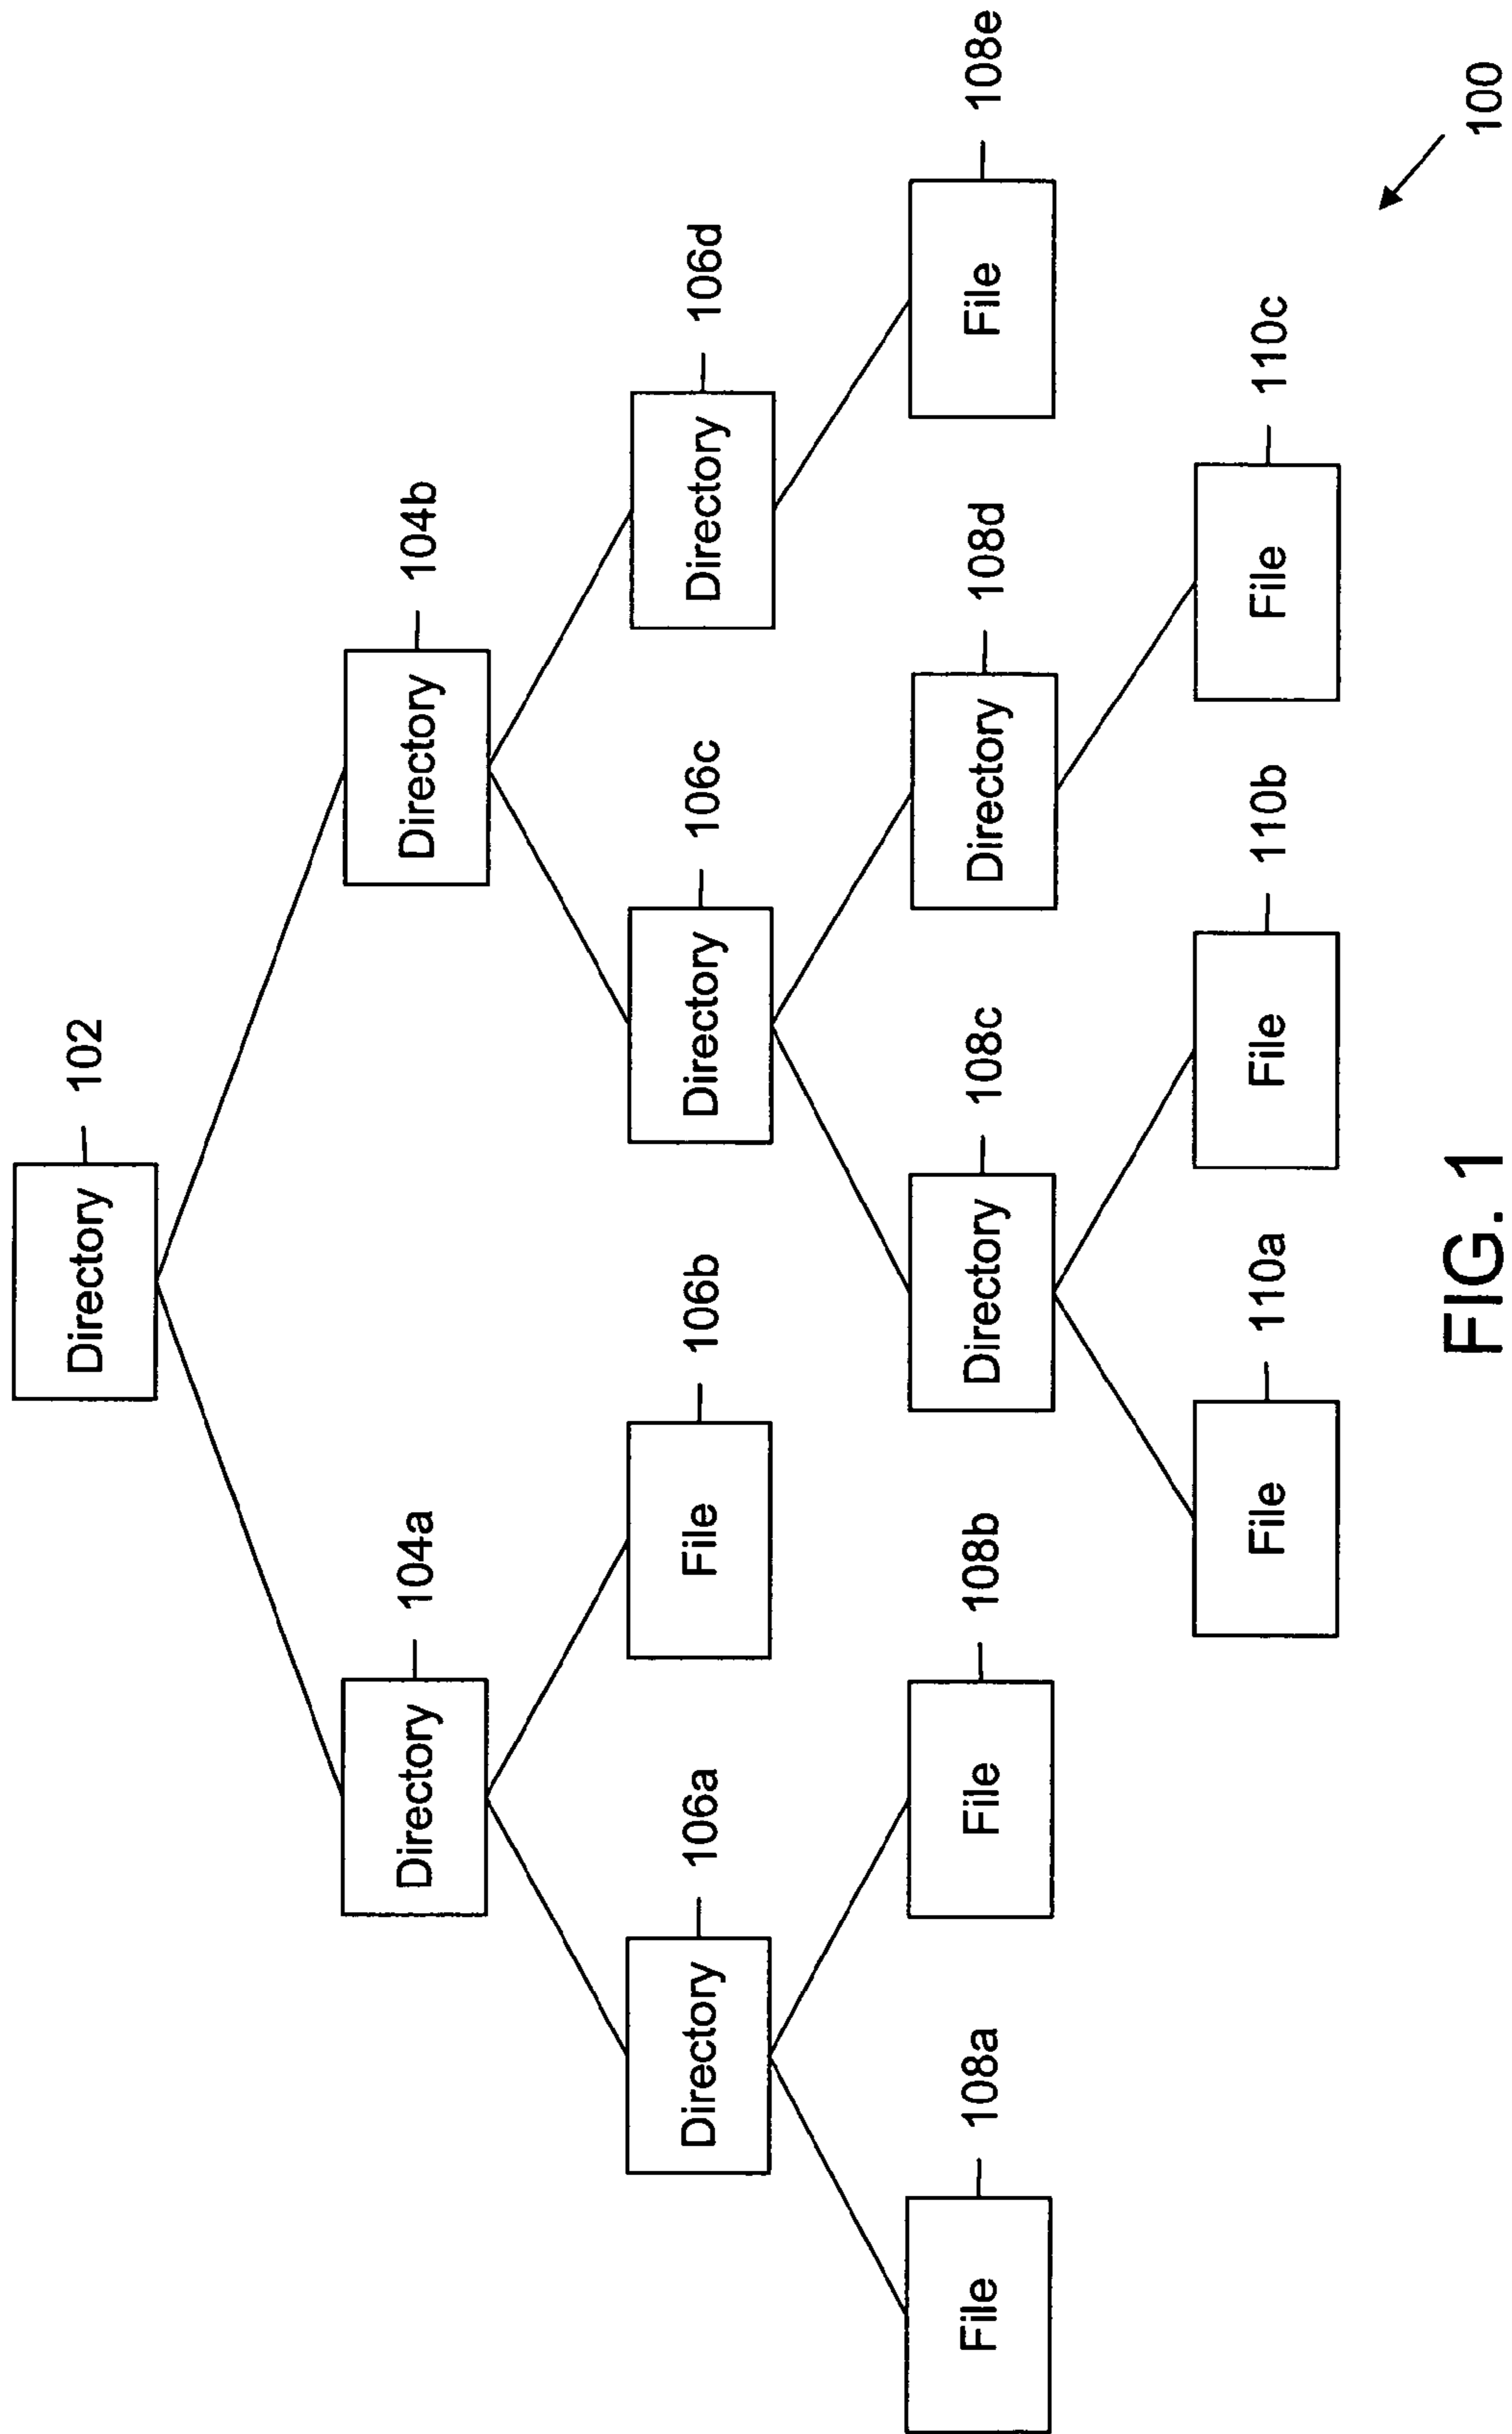 Directory
102
Directory
104a
Directory
104b
Directory
106a
File
106b
Directory
106c
Directory
106d
File
108a
File
108b
Directory
108c
Directory
108d
File
108e
File
110a
File
110b
File
110c
FIG. 1
100